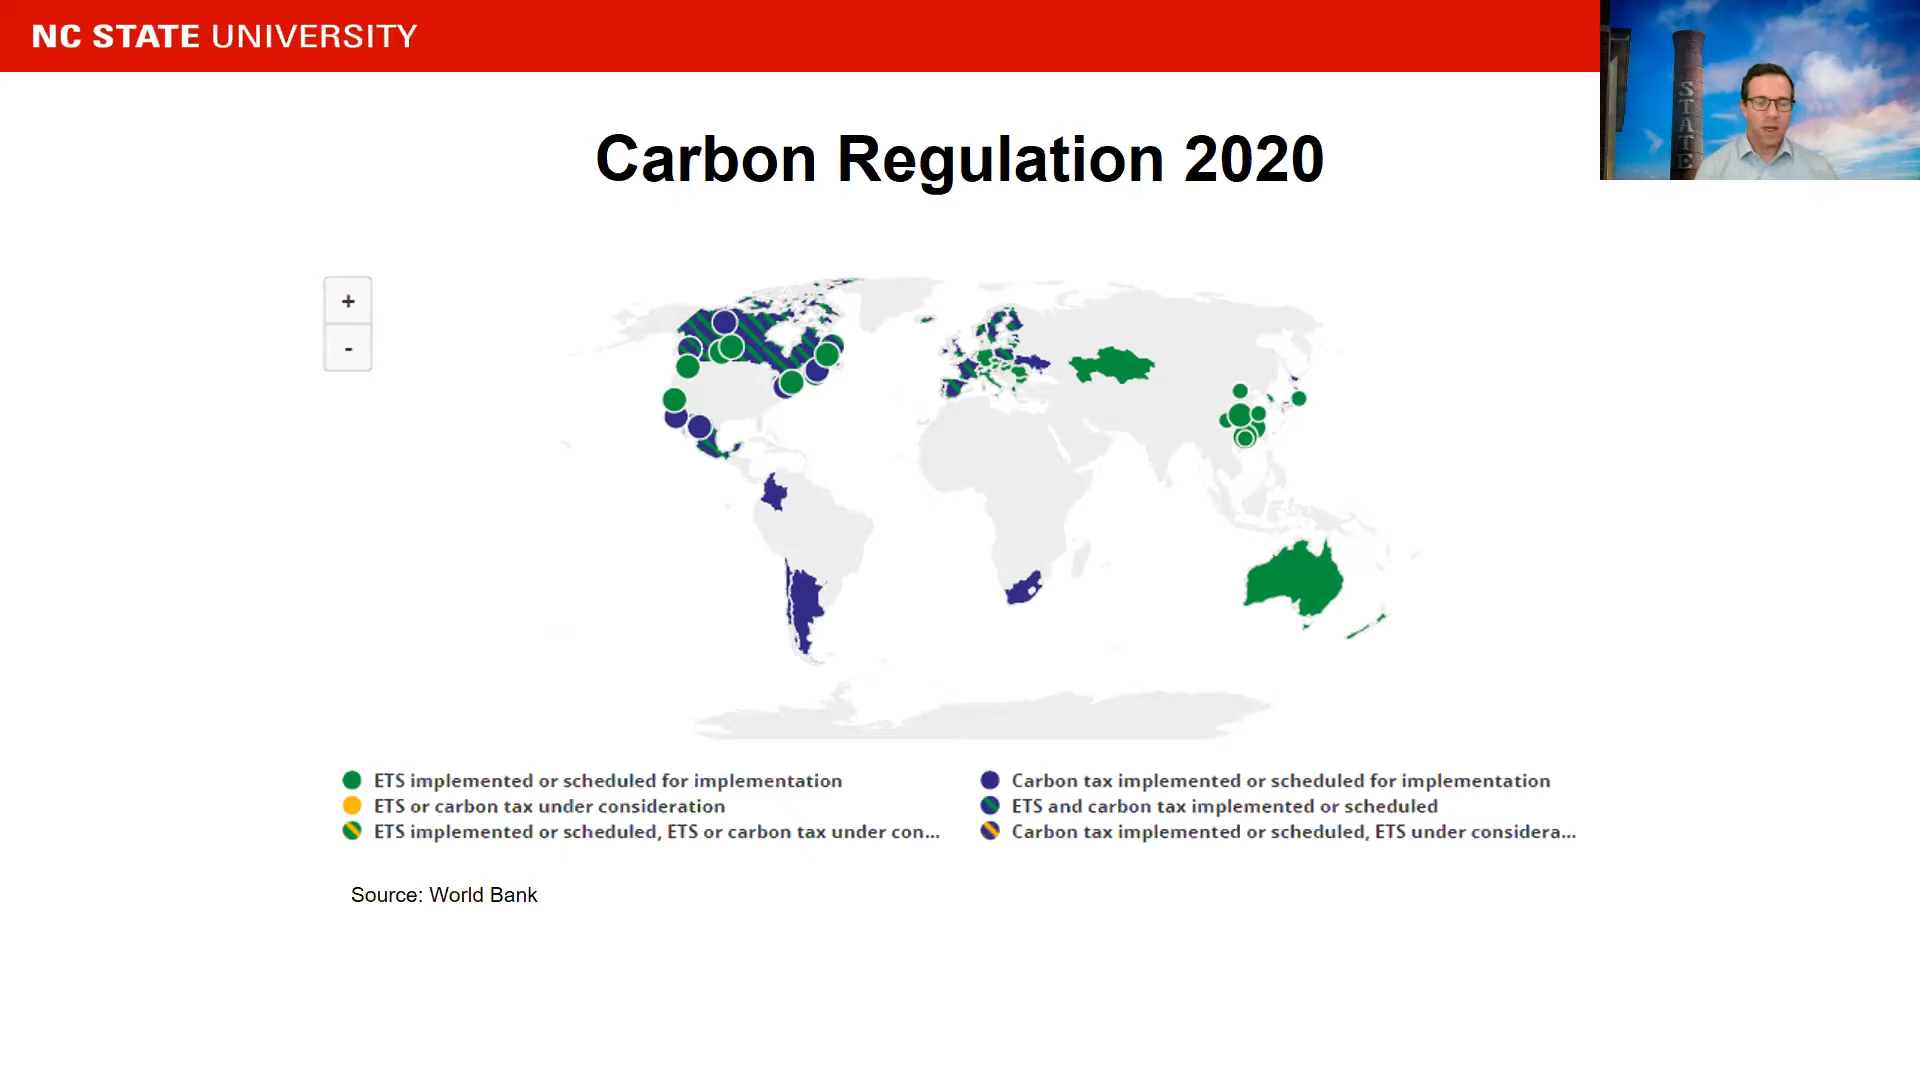 NC STATE UNIVERSITY
STATE
Carbon Regulation 2020
+
-
ETS implemented or scheduled for implementation
Carbon tax implemented or scheduled for implementation
ETS or carbon tax under consideration
ETS and carbon tax implemented or scheduled
ETS implemented or scheduled, ETS or carbon tax under con...
Carbon tax implemented or scheduled, ETS under considera...
Source: World Bank